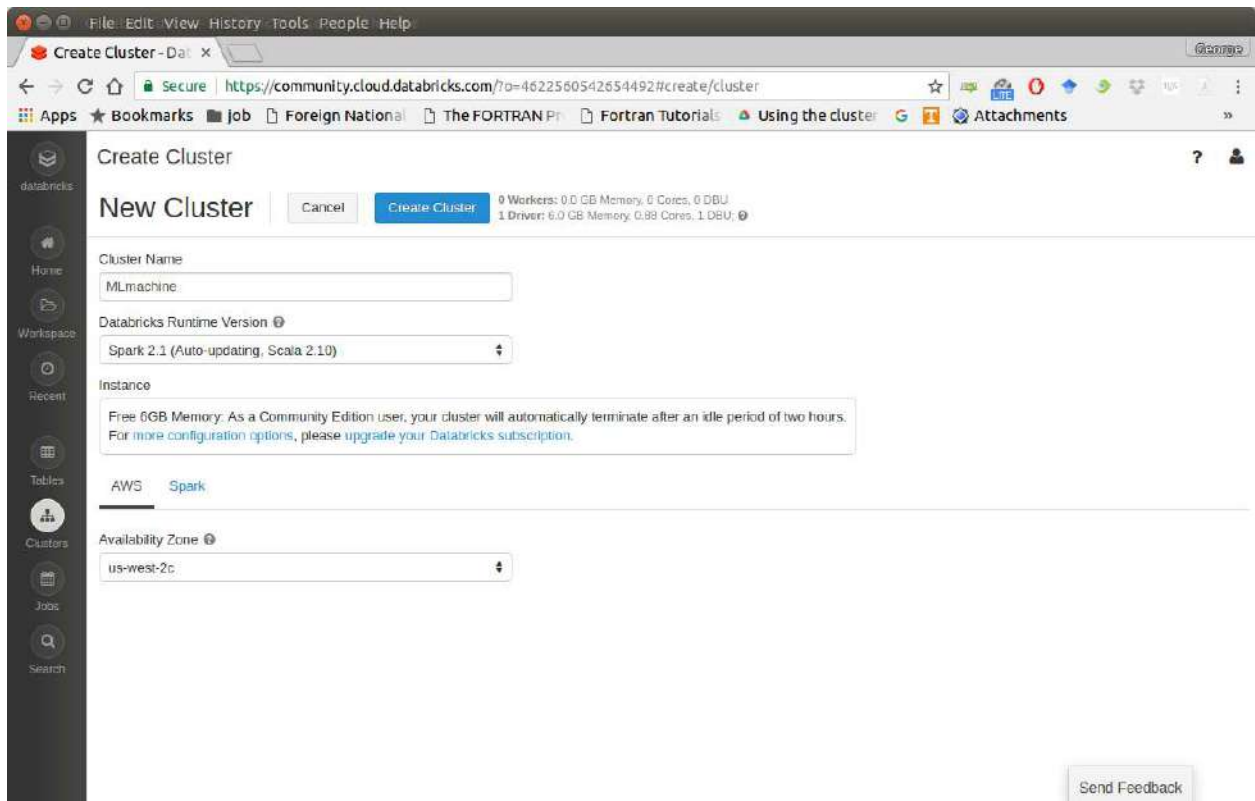 File Edit View History Tools People Help
Create Cluster - Dat
Secure https://community.cloud.databricks.com/?o=4622560542654492#create/cluster
Apps Bookmarks job Foreign National The FORTRAN Pr Fortran Tutorials Using the cluster Attachments
databricks
Home
Workspace
Recent
Tables
Clusters
Jobs
Search
Create Cluster
New Cluster
Cancel
Create Cluster
0 Workers: 0.0 GB Memory, 0 Cores, 0 DBU
1 Driver: 6.0 GB Memory, 0.88 Cores, 1 DBU
Cluster Name
MLmachine
Databricks Runtime Version
Spark 2.1 (Auto-updating, Scala 2.10)
Instance
Free 6GB Memory: As a Community Edition user, your cluster will automatically terminate after an idle period of two hours.
For more configuration options, please upgrade your Databricks subscription.
AWS Spark
Availability Zone
us-west-2c
Send Feedback